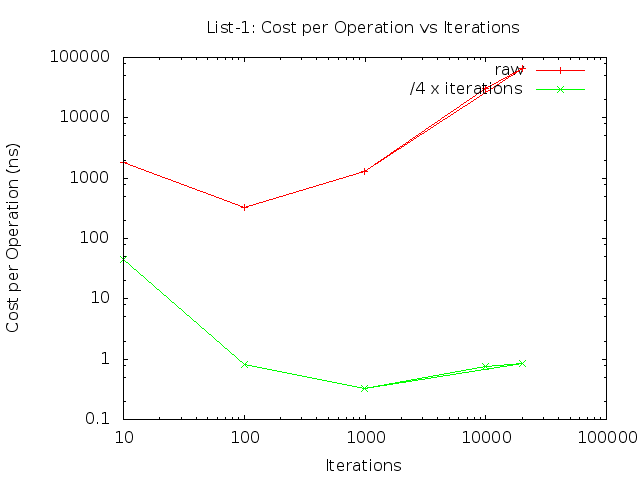 List-1: Cost per Operation vs Iterations
100000
raw
/4 x iterations
10000
1000
100
10
1
0.1
Cost per Operation (ns)
10
100
1000
10000
100000
Iterations